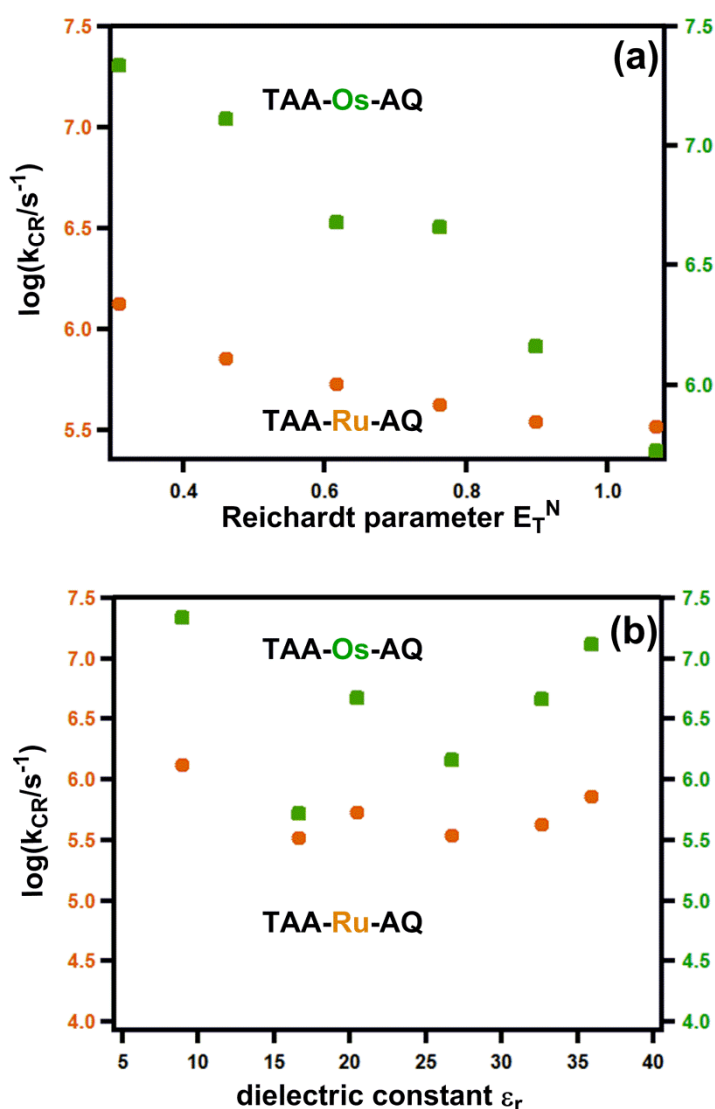 (a)
TAA-Os-AQ
TAA-Ru-AQ
log(k_CR/s⁻¹)
7.5
7.0
6.5
6.0
5.5
7.5
7.0
6.5
6.0
0.4 0.6 0.8 1.0
Reichardt parameter E_T^N
(b)
TAA-Os-AQ
TAA-Ru-AQ
log(k_CR/s⁻¹)
7.5
7.0
6.5
6.0
5.5
5.0
4.5
4.0
7.5
7.0
6.5
6.0
5.5
5.0
4.5
4.0
5 10 15 20 25 30 35 40
dielectric constant ε_r